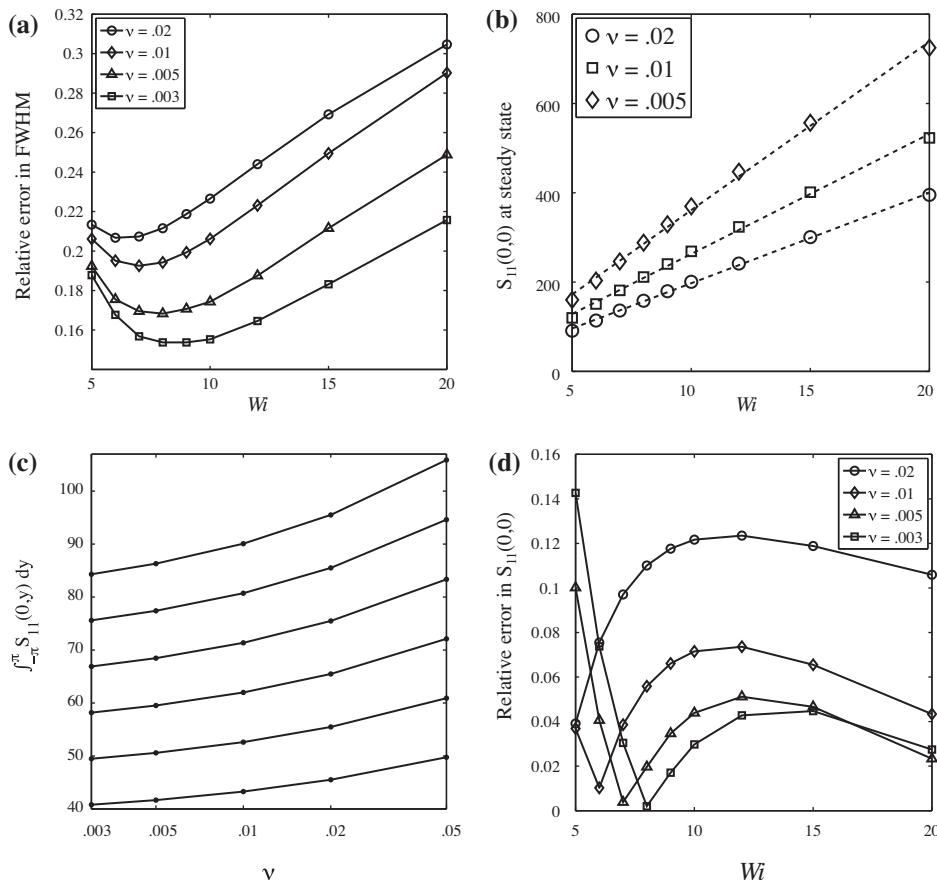 (a)
0.32
0.3
0.28
0.26
0.24
0.22
0.2
0.18
0.16
Relative error in FWHM
ν = .02
ν = .01
ν = .005
ν = .003
5
10
15
20
Wi
(b)
800
600
400
200
0
S₁₁(0,0) at steady state
ν = .02
ν = .01
ν = .005
5
10
15
20
Wi
(c)
100
90
80
70
60
50
40
∫₋π^π S₁₁(0,y) dy
.003
.005
.01
.02
.05
ν
(d)
0.16
0.14
0.12
0.1
0.08
0.06
0.04
0.02
0
Relative error in S₁₁(0,0)
ν = .02
ν = .01
ν = .005
ν = .003
5
10
15
20
Wi